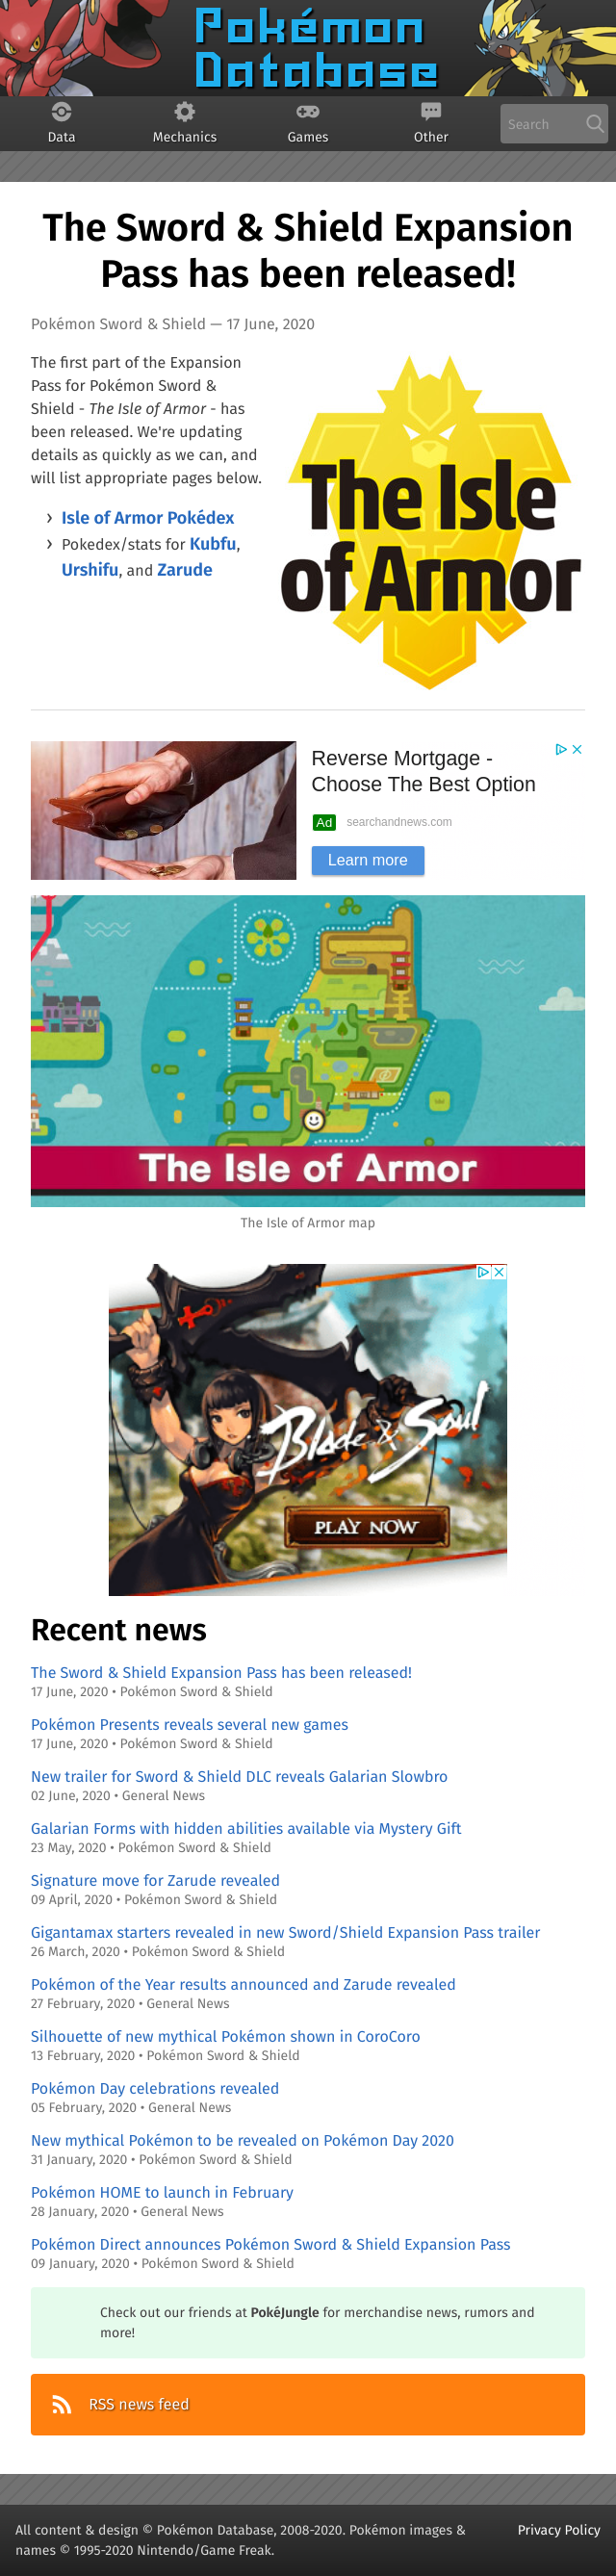 Pokémon
Database
Data
Mechanics
Games
Other
Search
The Sword & Shield Expansion
Pass has been released!
Pokémon Sword & Shield — 17 June, 2020
The first part of the Expansion
Pass for Pokémon Sword &
Shield - The Isle of Armor - has
been released. We're updating
details as quickly as we can, and
will list appropriate pages below.
› Isle of Armor Pokédex
› Pokedex/stats for Kubfu,
Urshifu, and Zarude
The Isle
of Armor
Reverse Mortgage -
Choose The Best Option
Ad searchandnews.com
Learn more
The Isle of Armor
The Isle of Armor map
Blade & Soul
PLAY NOW
Recent news
The Sword & Shield Expansion Pass has been released!
17 June, 2020 • Pokémon Sword & Shield
Pokémon Presents reveals several new games
17 June, 2020 • Pokémon Sword & Shield
New trailer for Sword & Shield DLC reveals Galarian Slowbro
02 June, 2020 • General News
Galarian Forms with hidden abilities available via Mystery Gift
23 May, 2020 • Pokémon Sword & Shield
Signature move for Zarude revealed
09 April, 2020 • Pokémon Sword & Shield
Gigantamax starters revealed in new Sword/Shield Expansion Pass trailer
26 March, 2020 • Pokémon Sword & Shield
Pokémon of the Year results announced and Zarude revealed
27 February, 2020 • General News
Silhouette of new mythical Pokémon shown in CoroCoro
13 February, 2020 • Pokémon Sword & Shield
Pokémon Day celebrations revealed
05 February, 2020 • General News
New mythical Pokémon to be revealed on Pokémon Day 2020
31 January, 2020 • Pokémon Sword & Shield
Pokémon HOME to launch in February
28 January, 2020 • General News
Pokémon Direct announces Pokémon Sword & Shield Expansion Pass
09 January, 2020 • Pokémon Sword & Shield
Check out our friends at PokéJungle for merchandise news, rumors and
more!
RSS news feed
All content & design © Pokémon Database, 2008-2020. Pokémon images &
names © 1995-2020 Nintendo/Game Freak.
Privacy Policy